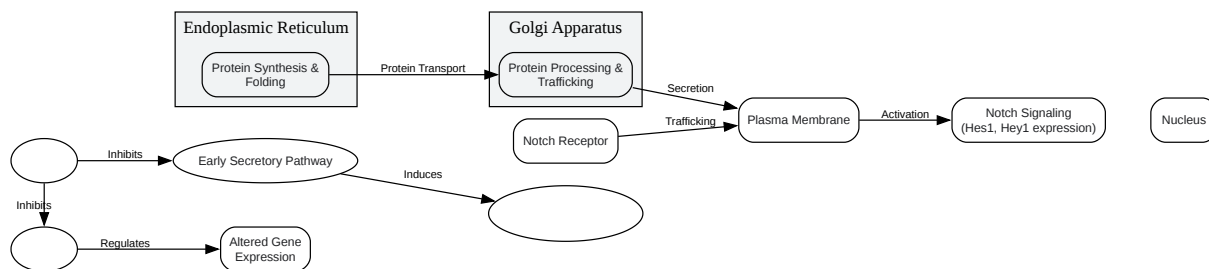 Endoplasmic Reticulum
Golgi Apparatus
Protein Synthesis &
Folding
Protein Transport
Protein Processing &
Trafficking
Secretion
Notch Receptor
Trafficking
Plasma Membrane
Activation
Notch Signaling
(Hes1, Hey1 expression)
Nucleus
Inhibits
Early Secretory Pathway
Induces
Inhibits
Regulates
Altered Gene
Expression